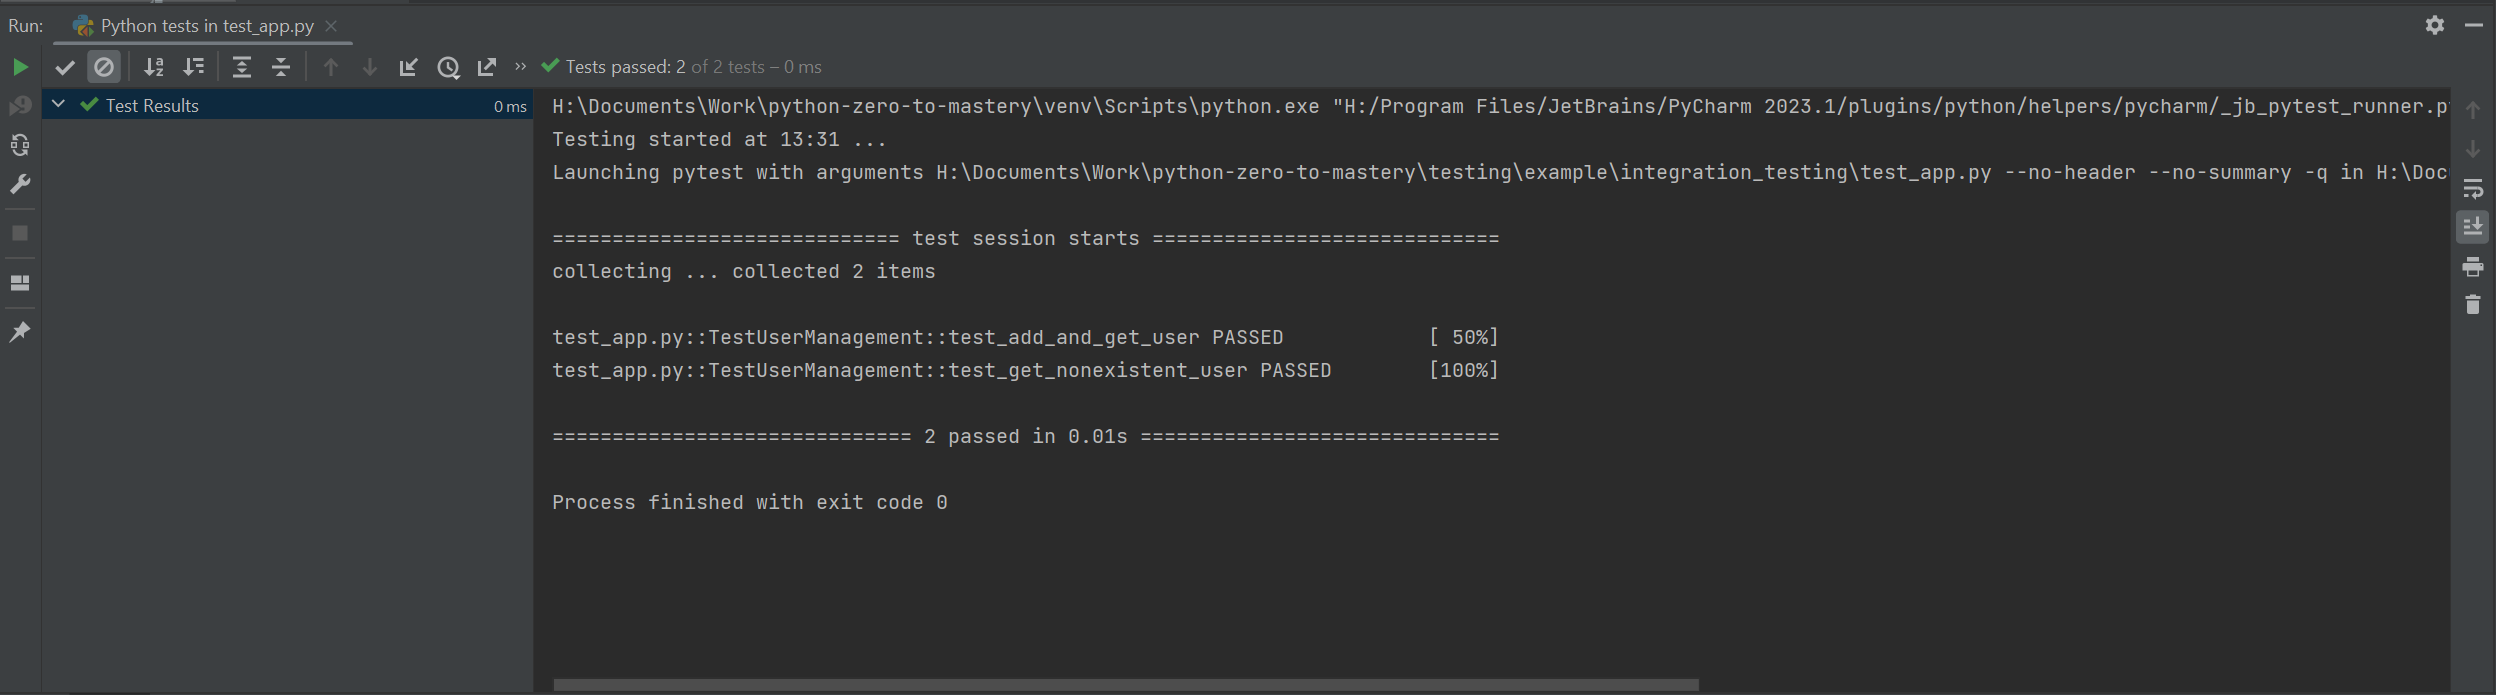 Run: Python tests in test_app.py
Tests passed: 2 of 2 tests – 0 ms
Test Results 0 ms
H:\Documents\Work\python-zero-to-mastery\venv\Scripts\python.exe "H:/Program Files/JetBrains/PyCharm 2023.1/plugins/python/helpers/pycharm/_jb_pytest_runner.p
Testing started at 13:31 ...
Launching pytest with arguments H:\Documents\Work\python-zero-to-mastery\testing\example\integration_testing\test_app.py --no-header --no-summary -q in H:\Doc
============================= test session starts =============================
collecting ... collected 2 items
test_app.py::TestUserManagement::test_add_and_get_user PASSED            [ 50%]
test_app.py::TestUserManagement::test_get_nonexistent_user PASSED        [100%]
============================== 2 passed in 0.01s ==============================
Process finished with exit code 0